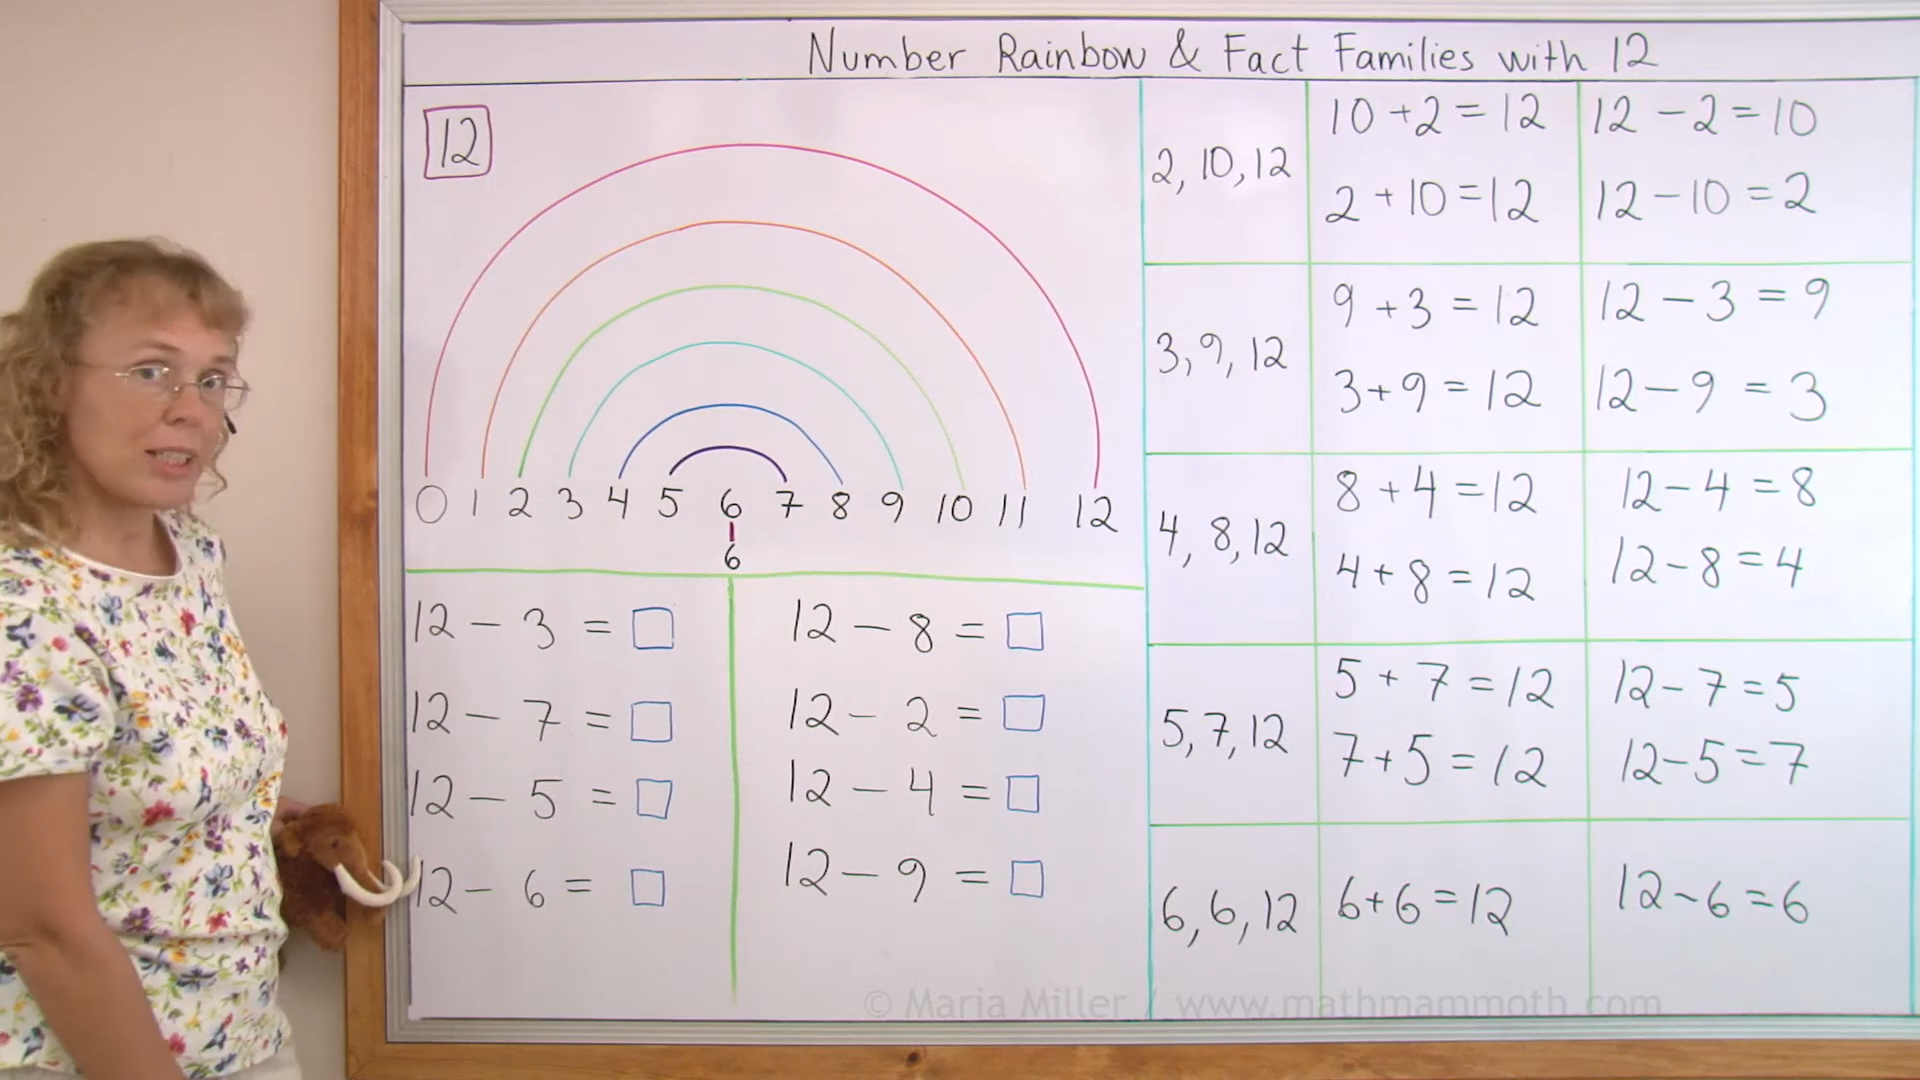 Number Rainbow & Fact Families with 12
12
0 1 2 3 4 5 6 7 8 9 10 11 12
6
12 - 3 = □
12 - 7 = □
12 - 5 = □
12 - 6 = □
12 - 8 = □
12 - 2 = □
12 - 4 = □
12 - 9 = □
2, 10, 12
10 + 2 = 12
2 + 10 = 12
12 - 2 = 10
12 - 10 = 2
3, 9, 12
9 + 3 = 12
3 + 9 = 12
12 - 3 = 9
12 - 9 = 3
4, 8, 12
8 + 4 = 12
4 + 8 = 12
12 - 4 = 8
12 - 8 = 4
5, 7, 12
5 + 7 = 12
7 + 5 = 12
12 - 7 = 5
12 - 5 = 7
6, 6, 12
6 + 6 = 12
12 - 6 = 6
© Maria Miller / www.mathmammoth.com